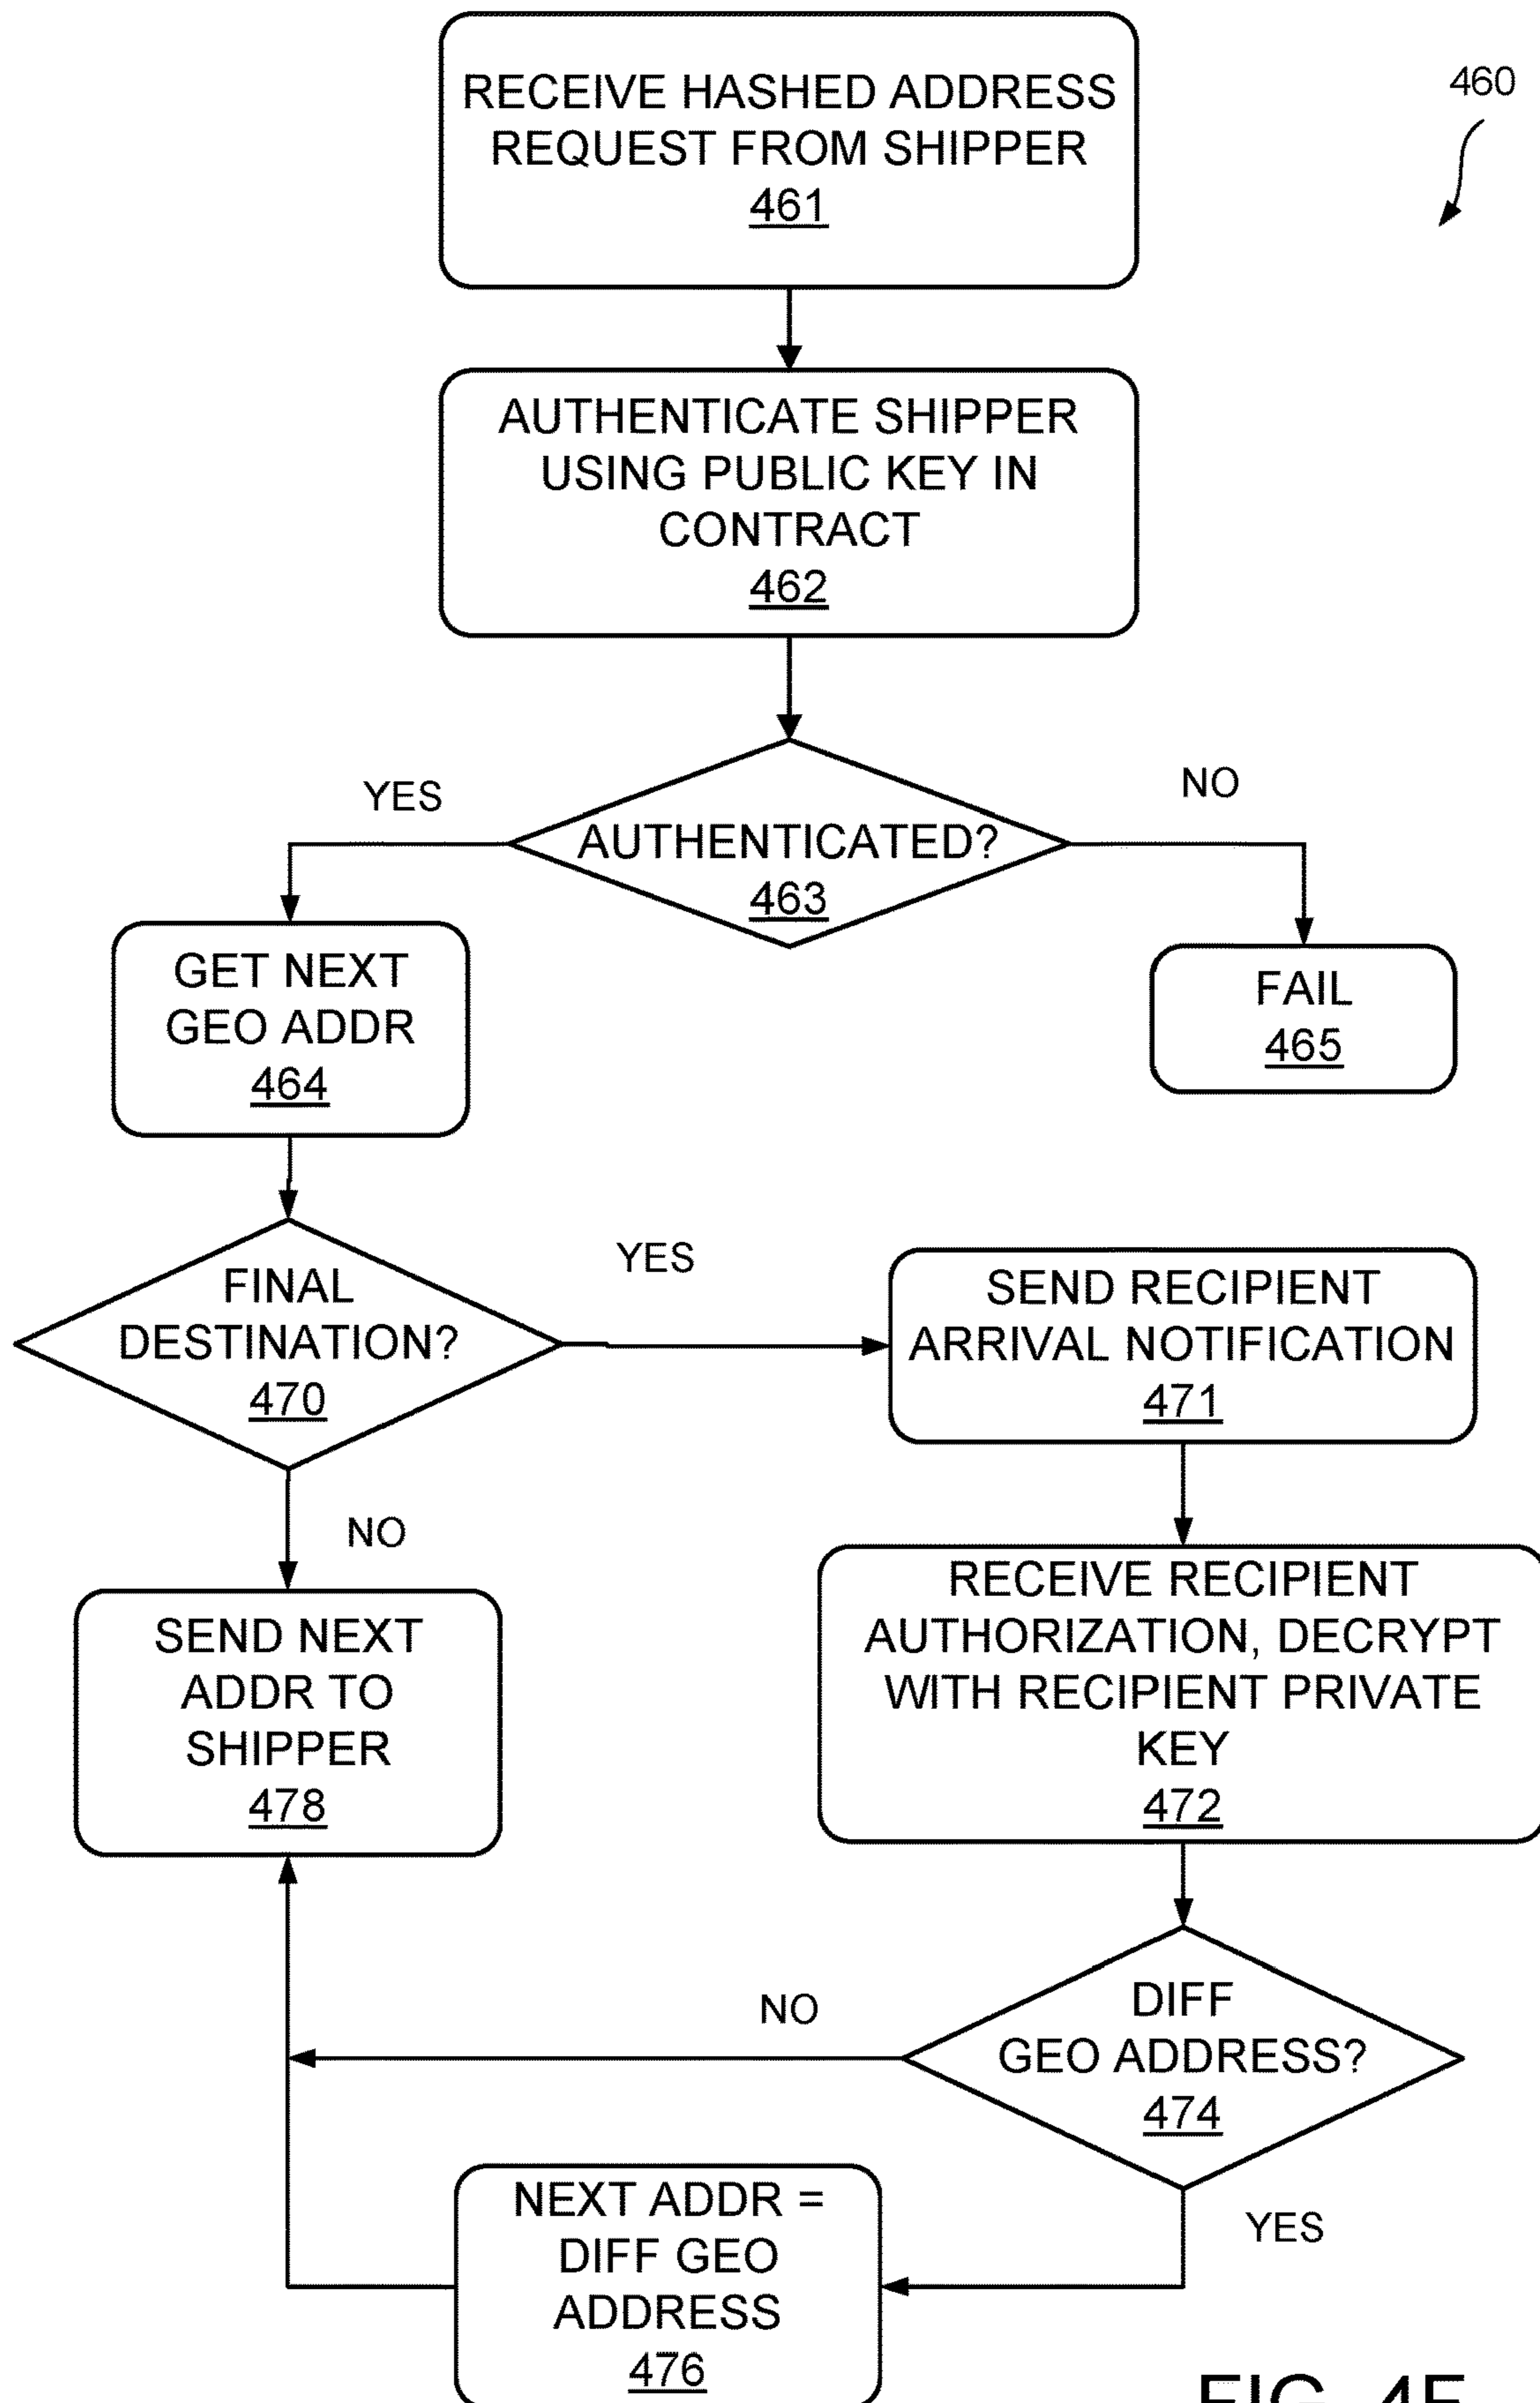 RECEIVE HASHED ADDRESS
REQUEST FROM SHIPPER
461
460
AUTHENTICATE SHIPPER
USING PUBLIC KEY IN
CONTRACT
462
YES
NO
AUTHENTICATED?
463
GET NEXT
GEO ADDR
464
FAIL
465
FINAL
DESTINATION?
470
YES
SEND RECIPIENT
ARRIVAL NOTIFICATION
471
NO
SEND NEXT
ADDR TO
SHIPPER
478
RECEIVE RECIPIENT
AUTHORIZATION, DECRYPT
WITH RECIPIENT PRIVATE
KEY
472
NO
DIFF
GEO ADDRESS?
474
YES
NEXT ADDR =
DIFF GEO
ADDRESS
476
FIG.